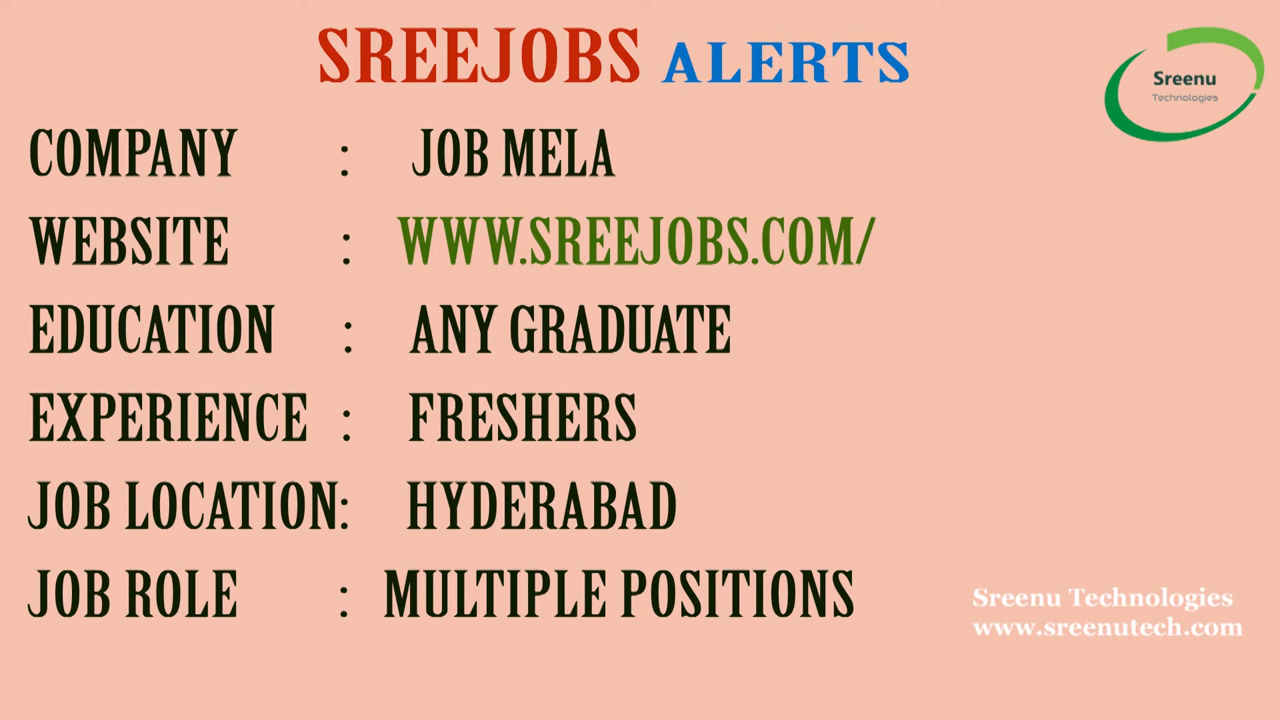 SREEJOBS ALERTS
Sreenu
Technologies
COMPANY : JOB MELA
WEBSITE : WWW.SREEJOBS.COM/
EDUCATION : ANY GRADUATE
EXPERIENCE : FRESHERS
JOB LOCATION: HYDERABAD
JOB ROLE : MULTIPLE POSITIONS
Sreenu Technologies
www.sreenutech.com